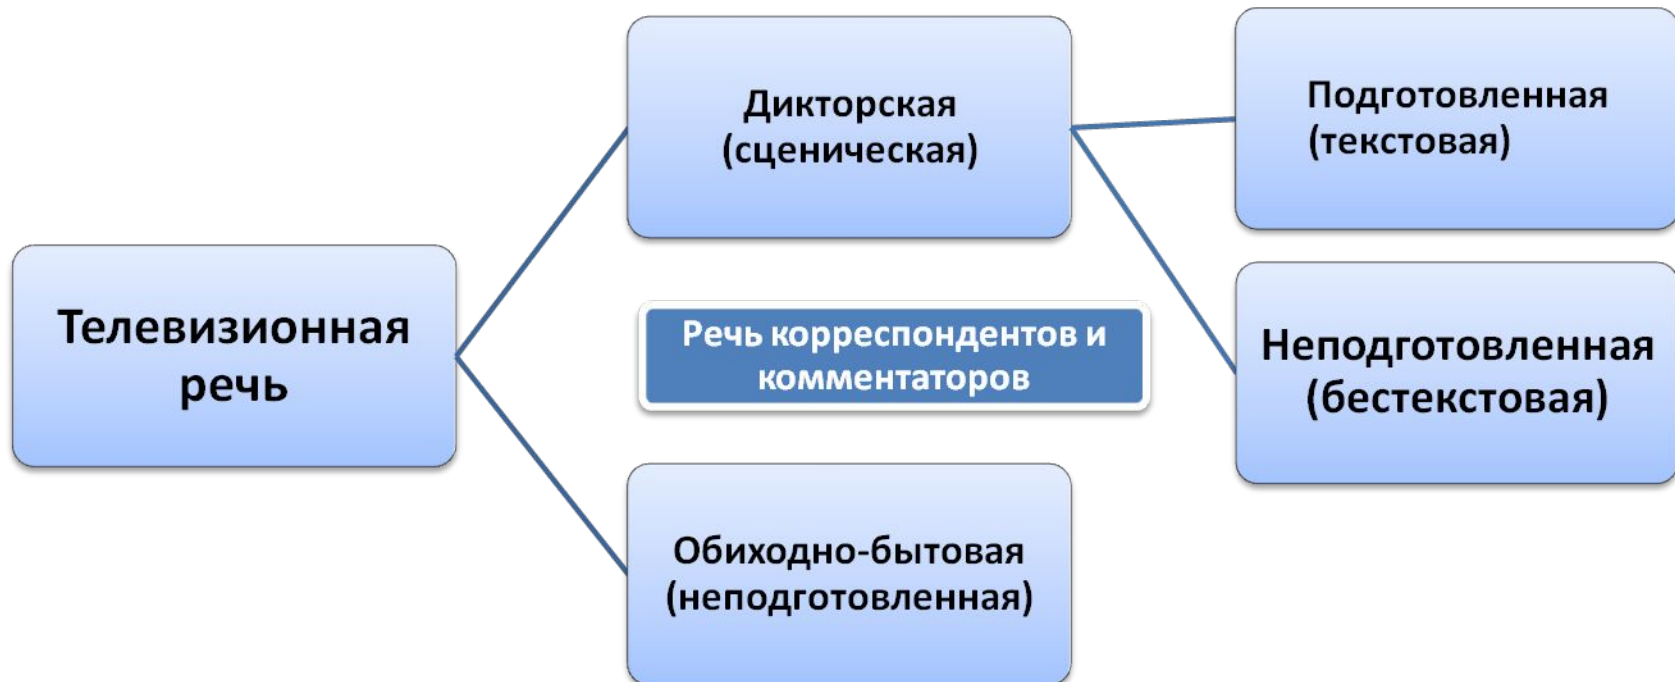 Телевизионная
речь
Дикторская
(сценическая)
Речь корреспондентов и
комментаторов
Обиходно-бытовая
(неподготовленная)
Подготовленная
(текстовая)
Неподготовленная
(бестекстовая)